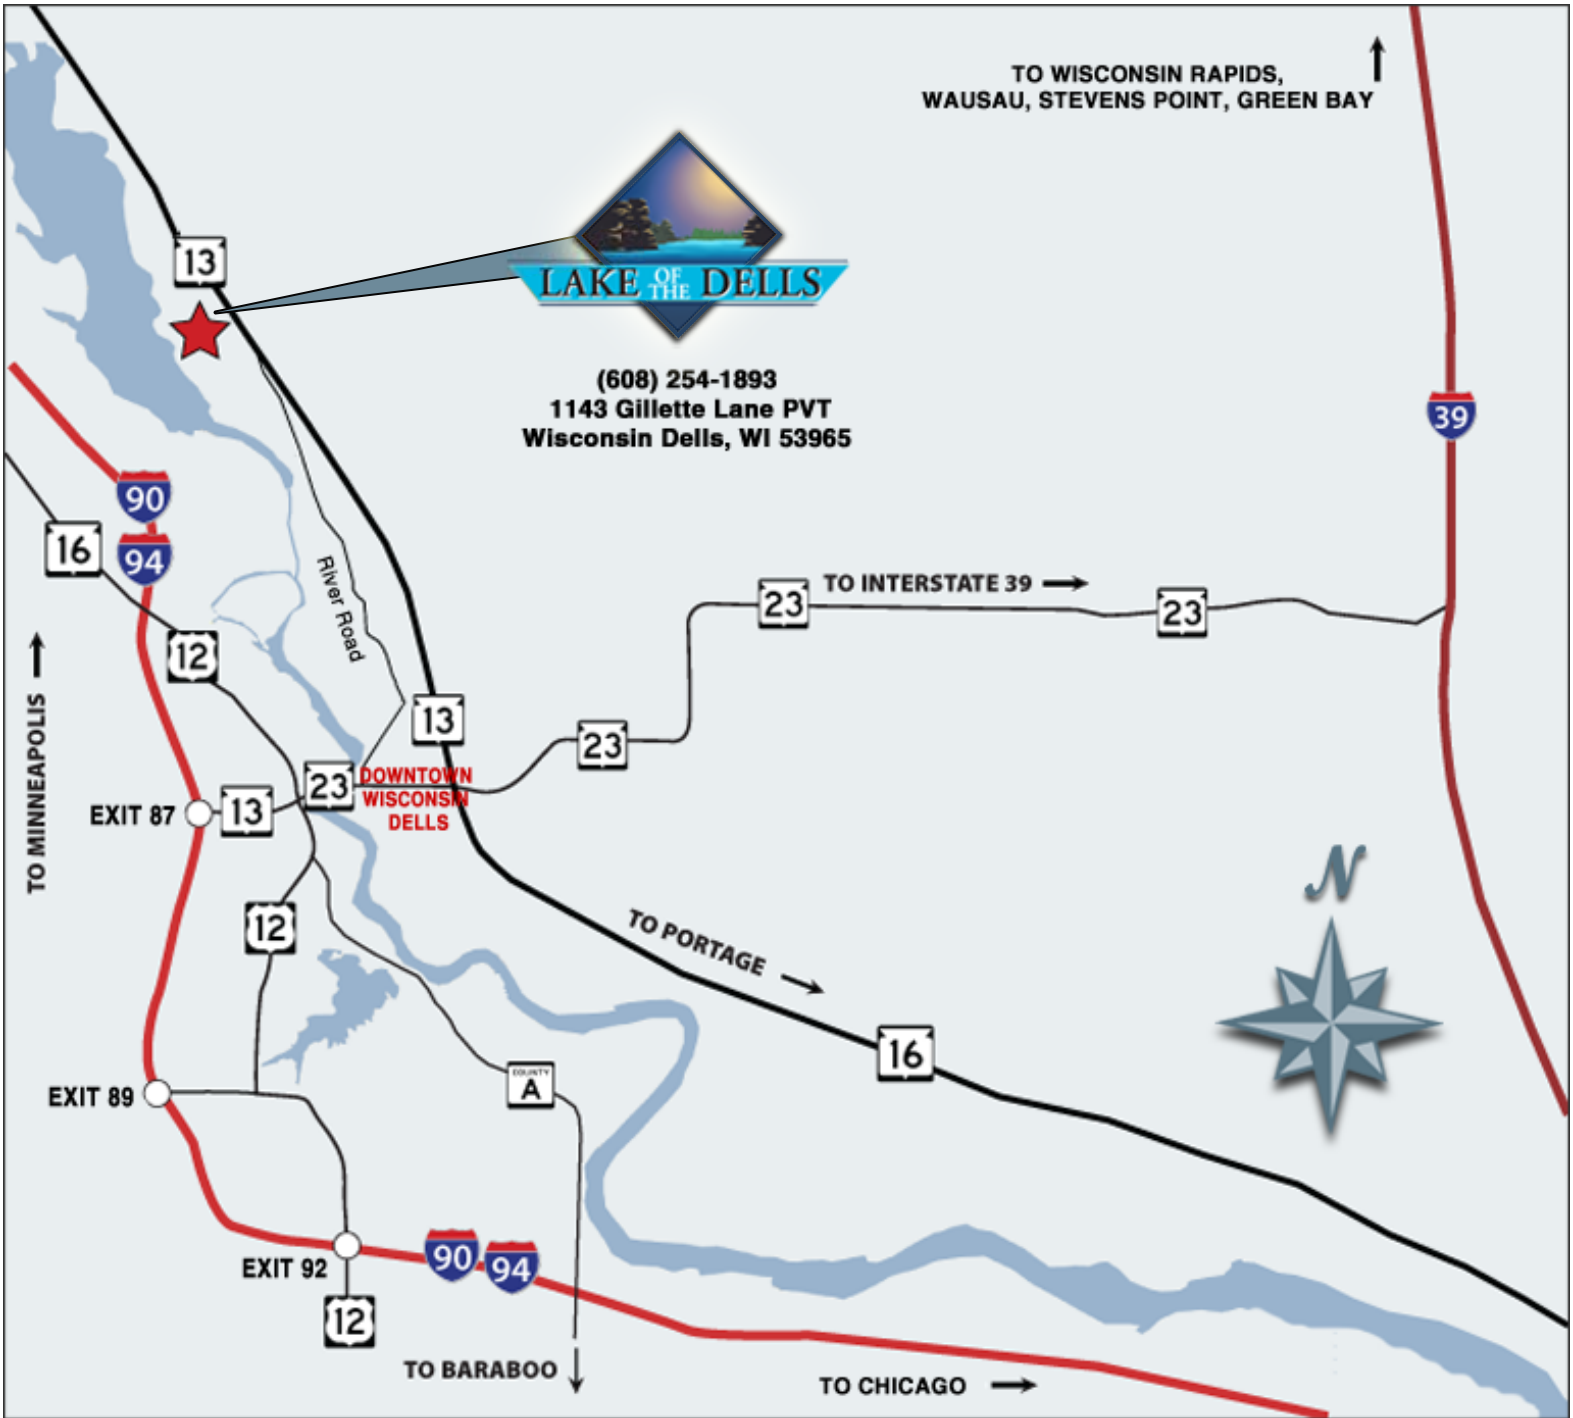 TO WISCONSIN RAPIDS,
WAUSAU, STEVENS POINT, GREEN BAY
13
LAKE OF THE DELLS
(608) 254-1893
1143 Gillette Lane PVT
Wisconsin Dells, WI 53965
39
90
16
94
River Road
TO INTERSTATE 39
23
23
12
TO MINNEAPOLIS
13
23
EXIT 87
13
23
DOWNTOWN
WISCONSIN
DELLS
N
12
TO PORTAGE
16
COUNTY
A
EXIT 89
90
94
EXIT 92
12
TO BARABOO
TO CHICAGO